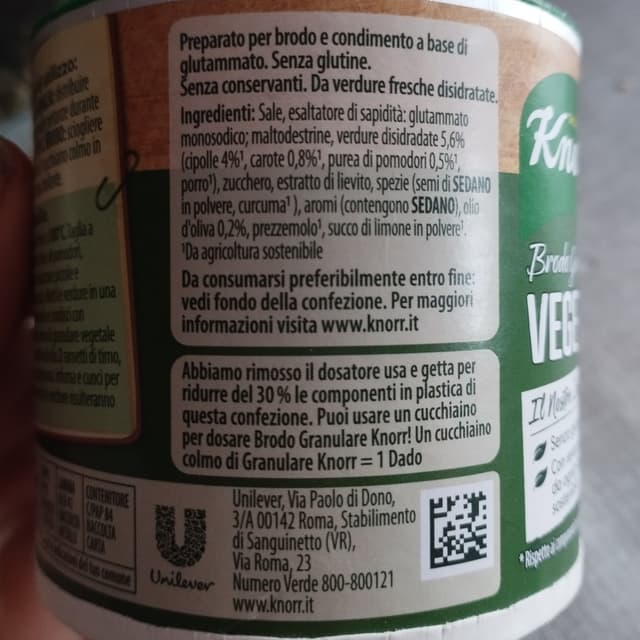 Preparato per brodo e condimento a base di
glutammato. Senza glutine.
Senza conservanti. Da verdure fresche disidratate.
Ingredienti: Sale, esaltatore di sapidità: glutammato
monosodico; maltodestrine, verdure disidradate 5,6%
(cipolle 4%¹, carote 0,8%¹, purea di pomodori 0,5%¹,
porro¹), zucchero, estratto di lievito, spezie (semi di SEDANO
in polvere, curcuma¹), aromi (contengono SEDANO), olio
d'oliva 0,2%, prezzemolo¹, succo di limone in polvere¹.
¹Da agricoltura sostenibile
Da consumarsi preferibilmente entro fine:
vedi fondo della confezione. Per maggiori
informazioni visita www.knorr.it
Abbiamo rimosso il dosatore usa e getta per
ridurre del 30 % le componenti in plastica di
questa confezione. Puoi usare un cucchiaino
per dosare Brodo Granulare Knorr! Un cucchiaino
colmo di Granulare Knorr = 1 Dado
CONTENITORE
C/PAP 84
RACCOLTA
CARTA
Unilever
Unilever, Via Paolo di Dono,
3/A 00142 Roma, Stabilimento
di Sanguinetto (VR),
Via Roma, 23
Numero Verde 800-800121
www.knorr.it
Il